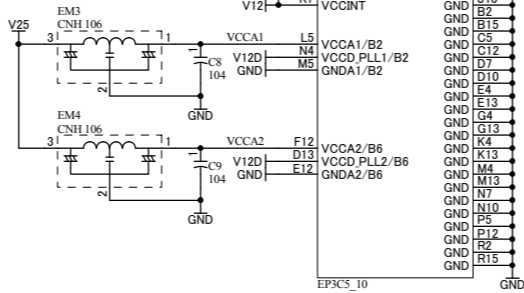 V12 K7 VCCINT
GND
GND B2
GND B15
GND C5
GND C12
GND D7
GND D10
GND E4
GND E13
GND G4
GND G13
GND K4
GND K13
GND M4
GND M13
GND N7
GND N10
GND P5
GND P12
GND R2
GND R15
GND
V25
EM3
CNH 106
3 1 VCCA1 L5 VCCA1/B2
V12D N4 VCCD_PLL1/B2
GND M5 GNDA1/B2
2
1
C8
104
GND
EM4
CNH 106
3 1 VCCA2 F12 VCCA2/B6
V12D D13 VCCD_PLL2/B6
GND E12 GNDA2/B6
2
1
C9
104
GND
EP3C5_10